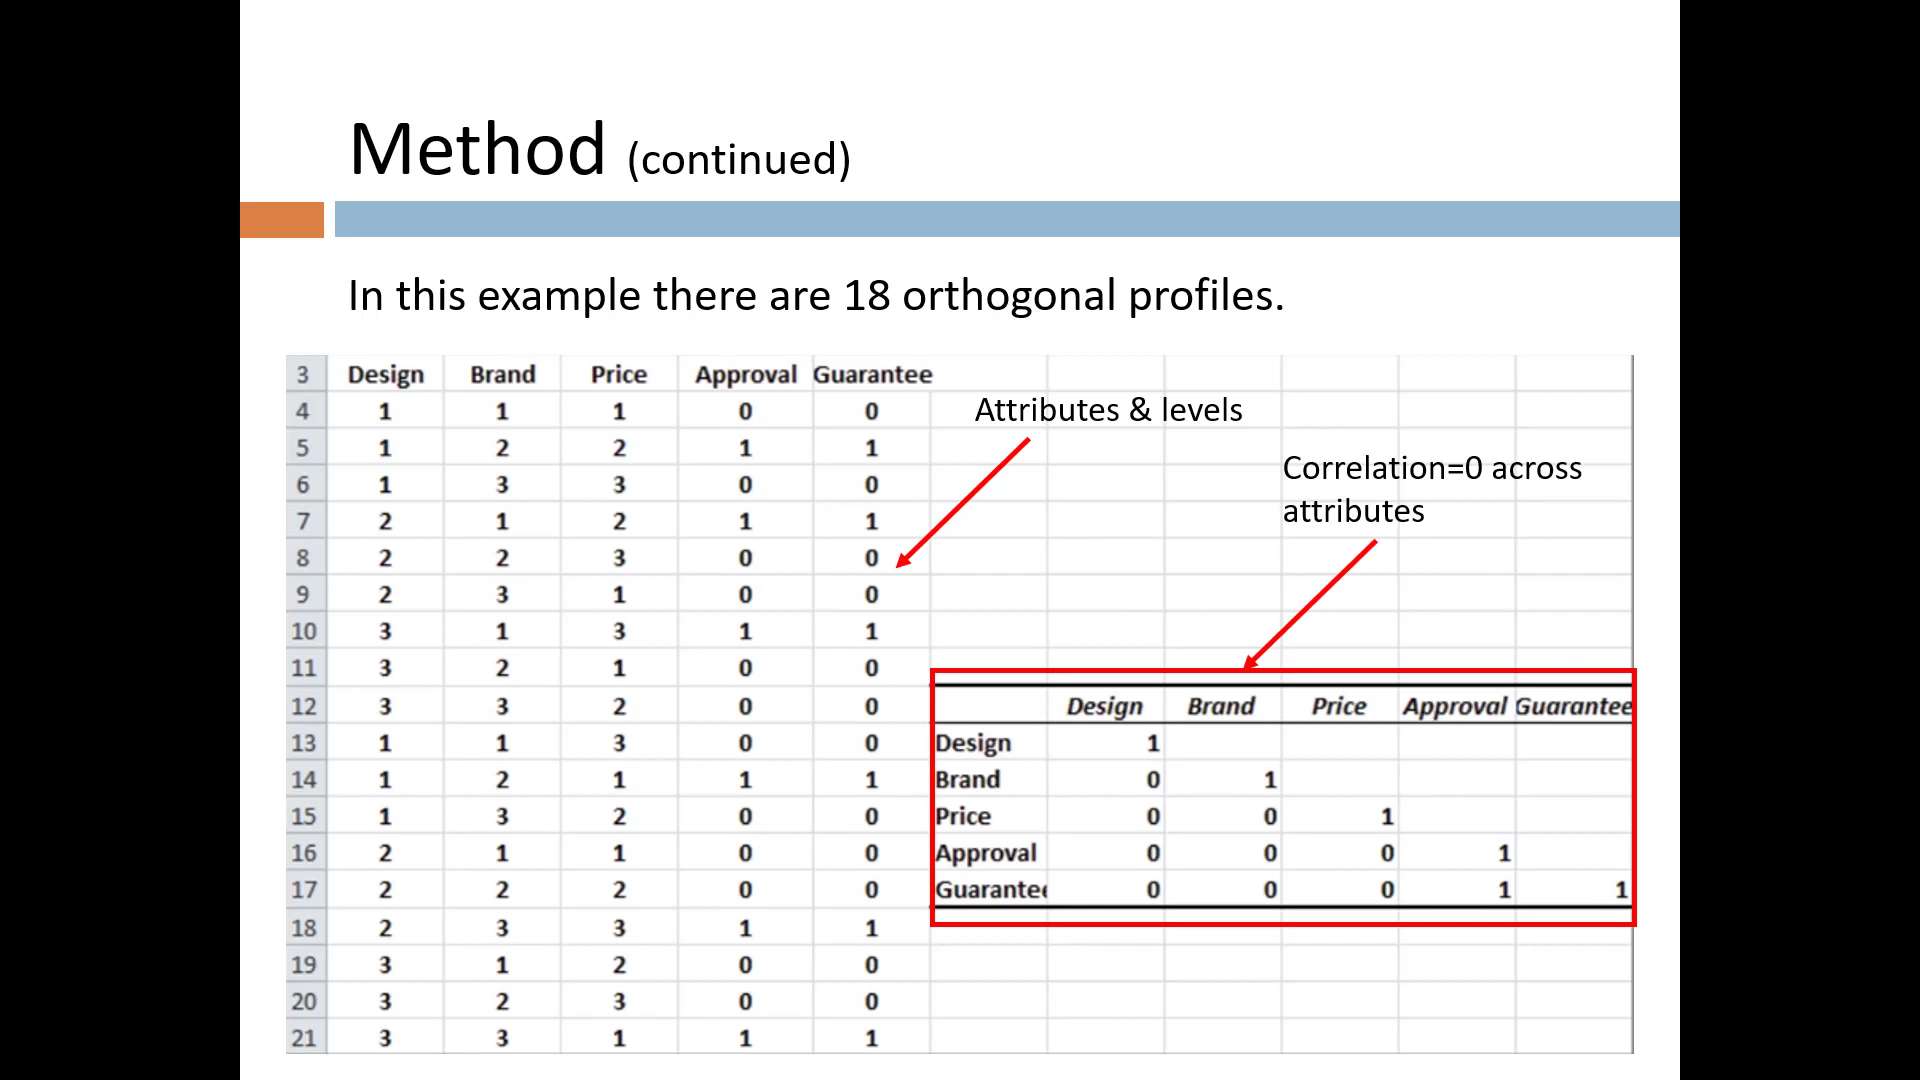 Method (continued)
In this example there are 18 orthogonal profiles.
3 Design Brand Price Approval Guarantee
4 1 1 1 0 0 Attributes & levels
5 1 2 2 1 1
Correlation=0 across
attributes
6 1 3 3 0 0
7 2 1 2 1 1
8 2 2 3 0 0
9 2 3 1 0 0
10 3 1 3 1 1
11 3 2 1 0 0
12 3 3 2 0 0 Design Brand Price Approval Guarantee
13 1 1 3 0 0 Design 1
14 1 2 1 1 1 Brand 0 1
15 1 3 2 0 0 Price 0 0 1
16 2 1 1 0 0 Approval 0 0 0 1
17 2 2 2 0 0 Guarantee 0 0 0 1 1
18 2 3 3 1 1
19 3 1 2 0 0
20 3 2 3 0 0
21 3 3 1 1 1